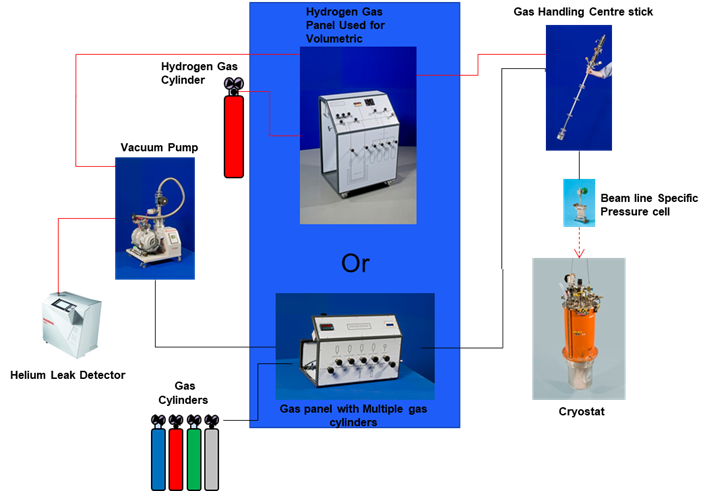 Hydrogen Gas
Panel Used for
Volumetric
Gas Handling Centre stick
Hydrogen Gas
Cylinder
Vacuum Pump
Beam line Specific
Pressure cell
Or
Helium Leak Detector
Gas
Cylinders
Gas panel with Multiple gas
cylinders
Cryostat